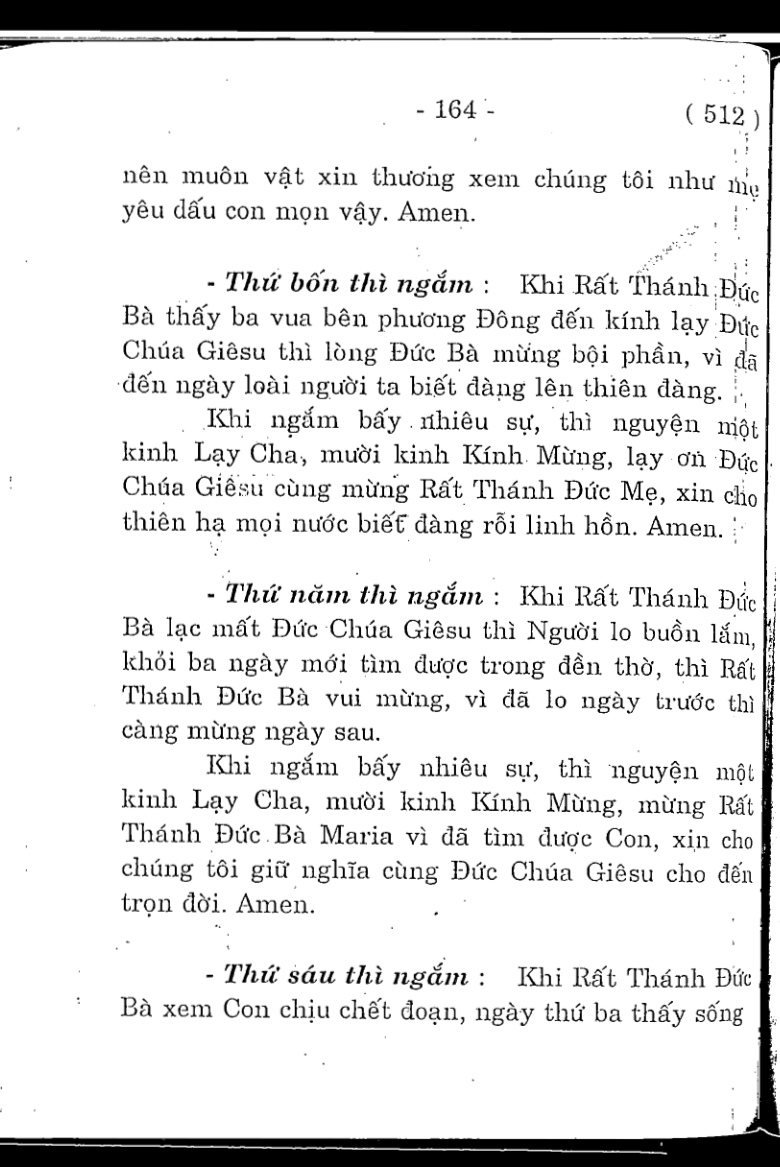 - 164 - ( 512 )
nên muôn vật xin thương xem chúng tôi như mẹ
yêu dấu con mọn vậy. Amen.
- Thứ bốn thì ngắm : Khi Rất Thánh Đức
Bà thấy ba vua bên phương Đông đến kính lạy Đức
Chúa Giêsu thì lòng Đức Bà mừng bội phần, vì đã
đến ngày loài người ta biết đàng lên thiên đàng.
Khi ngắm bấy nhiêu sự, thì nguyện một
kinh Lạy Cha, mười kinh Kính Mừng, lạy ơn Đức
Chúa Giêsu cùng mừng Rất Thánh Đức Mẹ, xin cho
thiên hạ mọi nước biết đàng rỗi linh hồn. Amen.
- Thứ năm thì ngắm : Khi Rất Thánh Đức
Bà lạc mất Đức Chúa Giêsu thì Người lo buồn lắm,
khỏi ba ngày mới tìm được trong đền thờ, thì Rất
Thánh Đức Bà vui mừng, vì đã lo ngày trước thì
càng mừng ngày sau.
Khi ngắm bấy nhiêu sự, thì nguyện một
kinh Lạy Cha, mười kinh Kính Mừng, mừng Rất
Thánh Đức Bà Maria vì đã tìm được Con, xin cho
chúng tôi giữ nghĩa cùng Đức Chúa Giêsu cho đến
trọn đời. Amen.
- Thứ sáu thì ngắm : Khi Rất Thánh Đức
Bà xem Con chịu chết đoạn, ngày thứ ba thấy sống